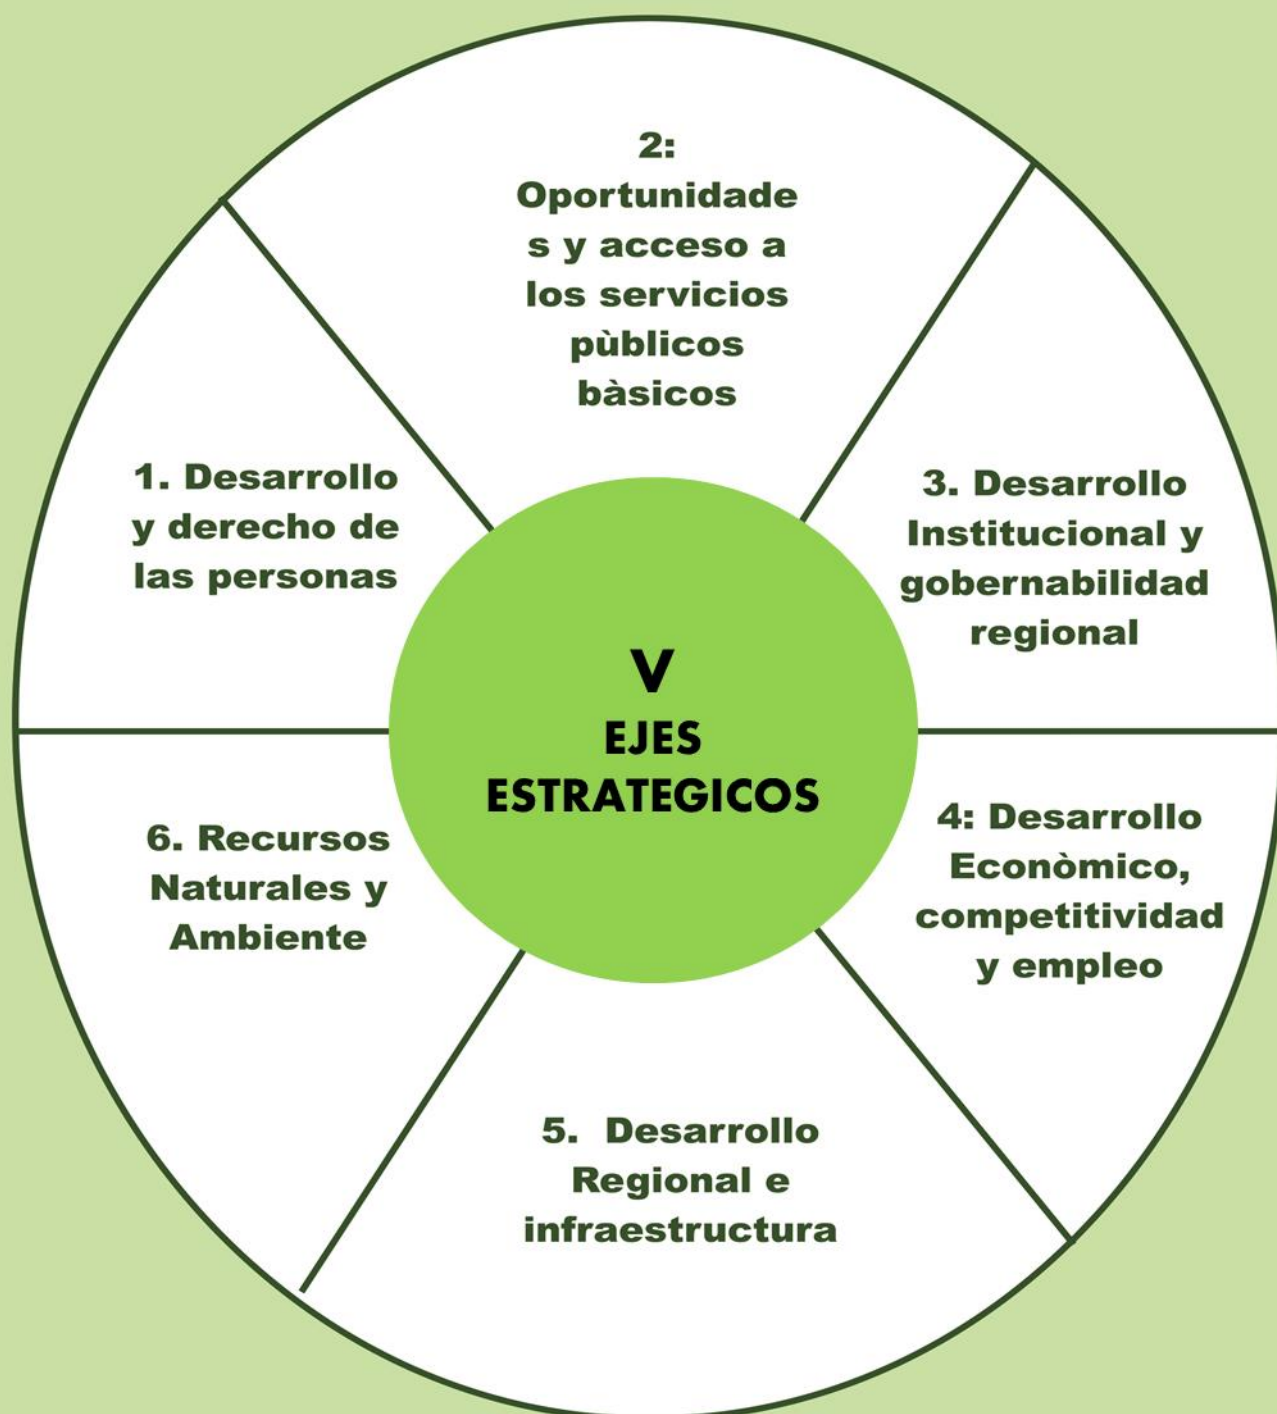 2:
Oportunidade
s y acceso a
los servicios
pùblicos
bàsicos
1. Desarrollo
y derecho de
las personas
3. Desarrollo
Institucional y
gobernabilidad
regional
V
EJES
ESTRATEGICOS
4: Desarrollo
Econòmico,
competitividad
y empleo
6. Recursos
Naturales y
Ambiente
5.  Desarrollo
Regional e
infraestructura